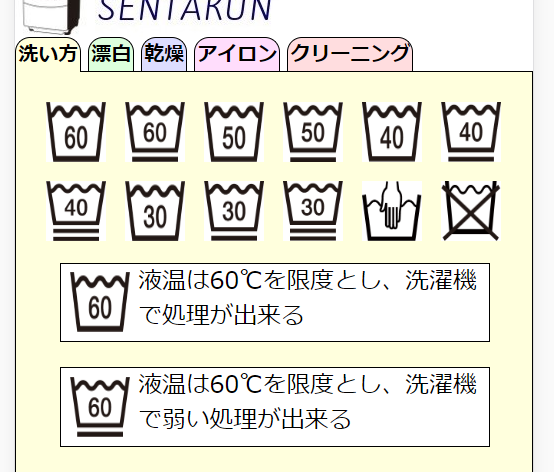 SENTAKUN
洗い方 漂白 乾燥 アイロン クリーニング
60 60 50 50 40 40
40 30 30 30
60 液温は60℃を限度とし、洗濯機
で処理が出来る
60 液温は60℃を限度とし、洗濯機
で弱い処理が出来る